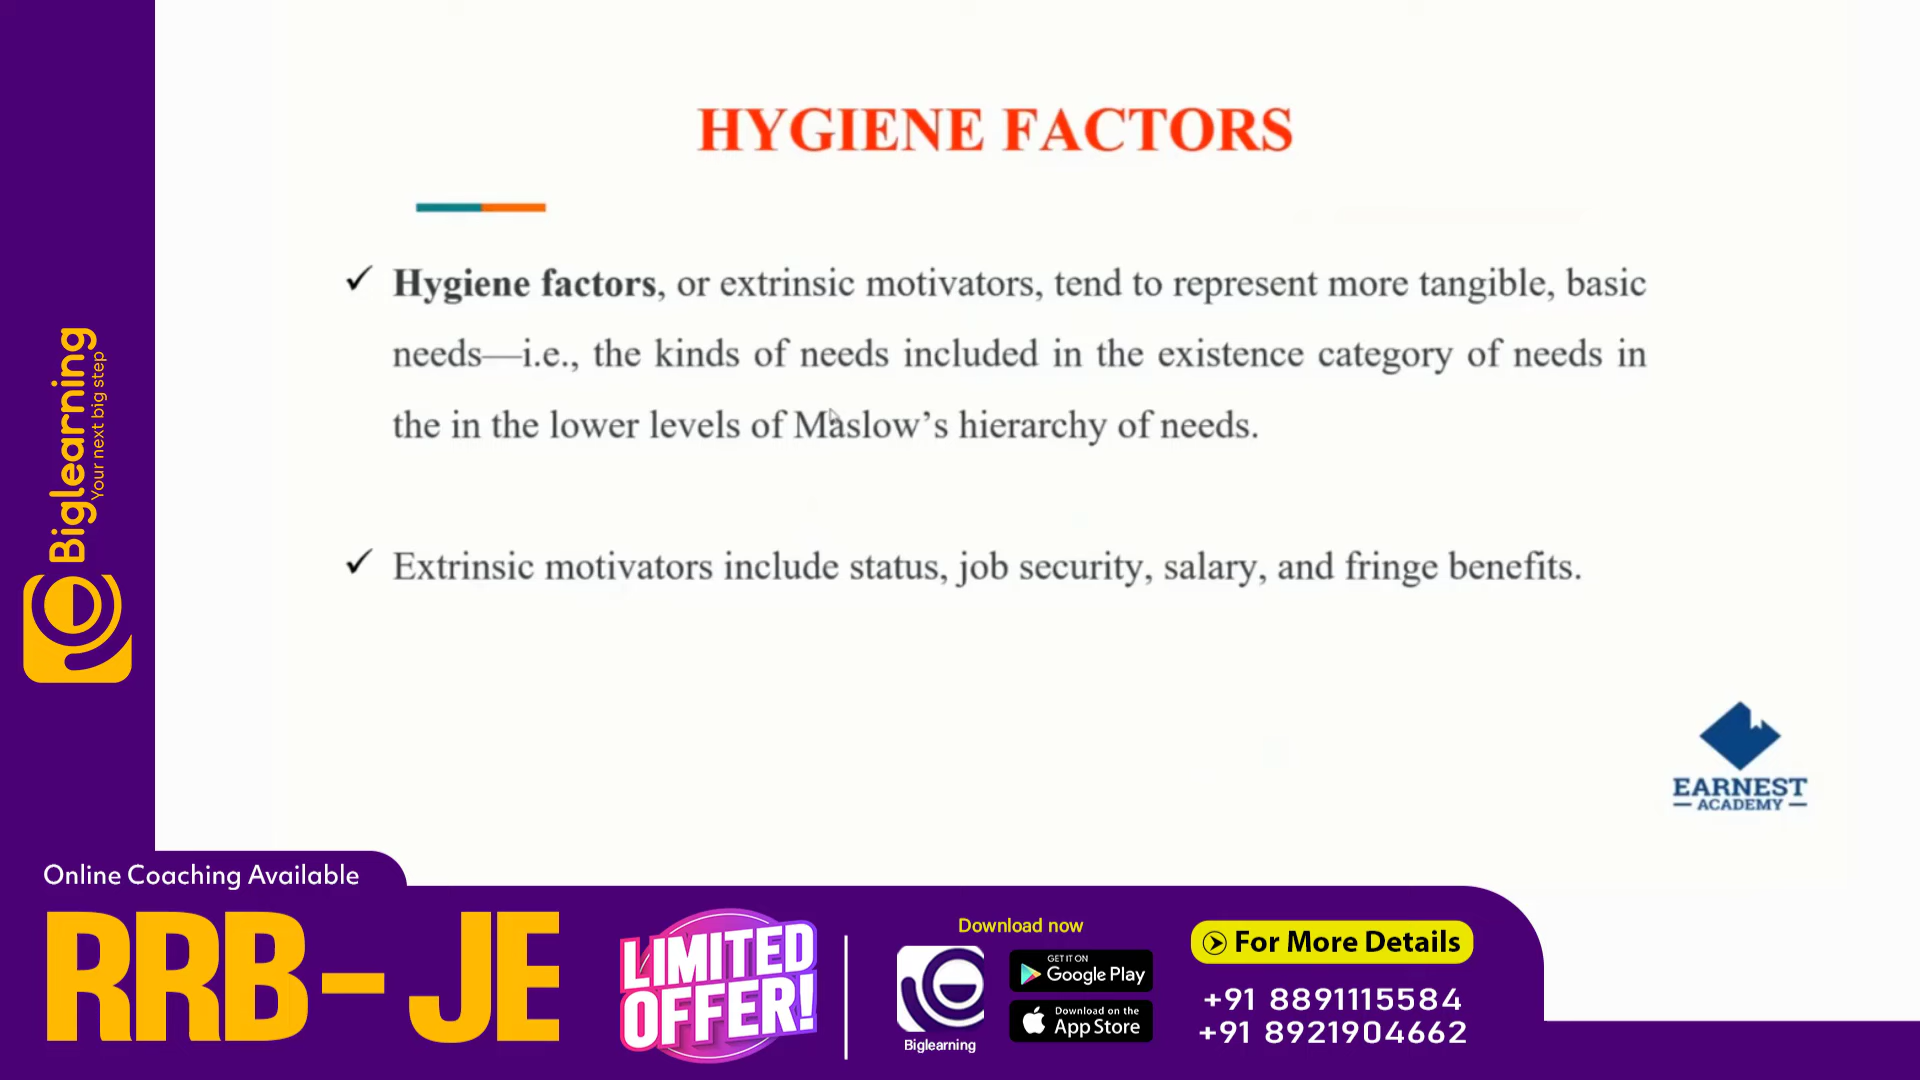 HYGIENE FACTORS
✓ Hygiene factors, or extrinsic motivators, tend to represent more tangible, basic
needs—i.e., the kinds of needs included in the existence category of needs in
the in the lower levels of Maslow’s hierarchy of needs.
✓ Extrinsic motivators include status, job security, salary, and fringe benefits.
EARNEST
ACADEMY
Biglearning
Your next big step
Online Coaching Available
RRB-JE
LIMITED
OFFER!
Download now
Biglearning
GET IT ON
Google Play
Download on the
App Store
For More Details
+91 8891115584
+91 8921904662